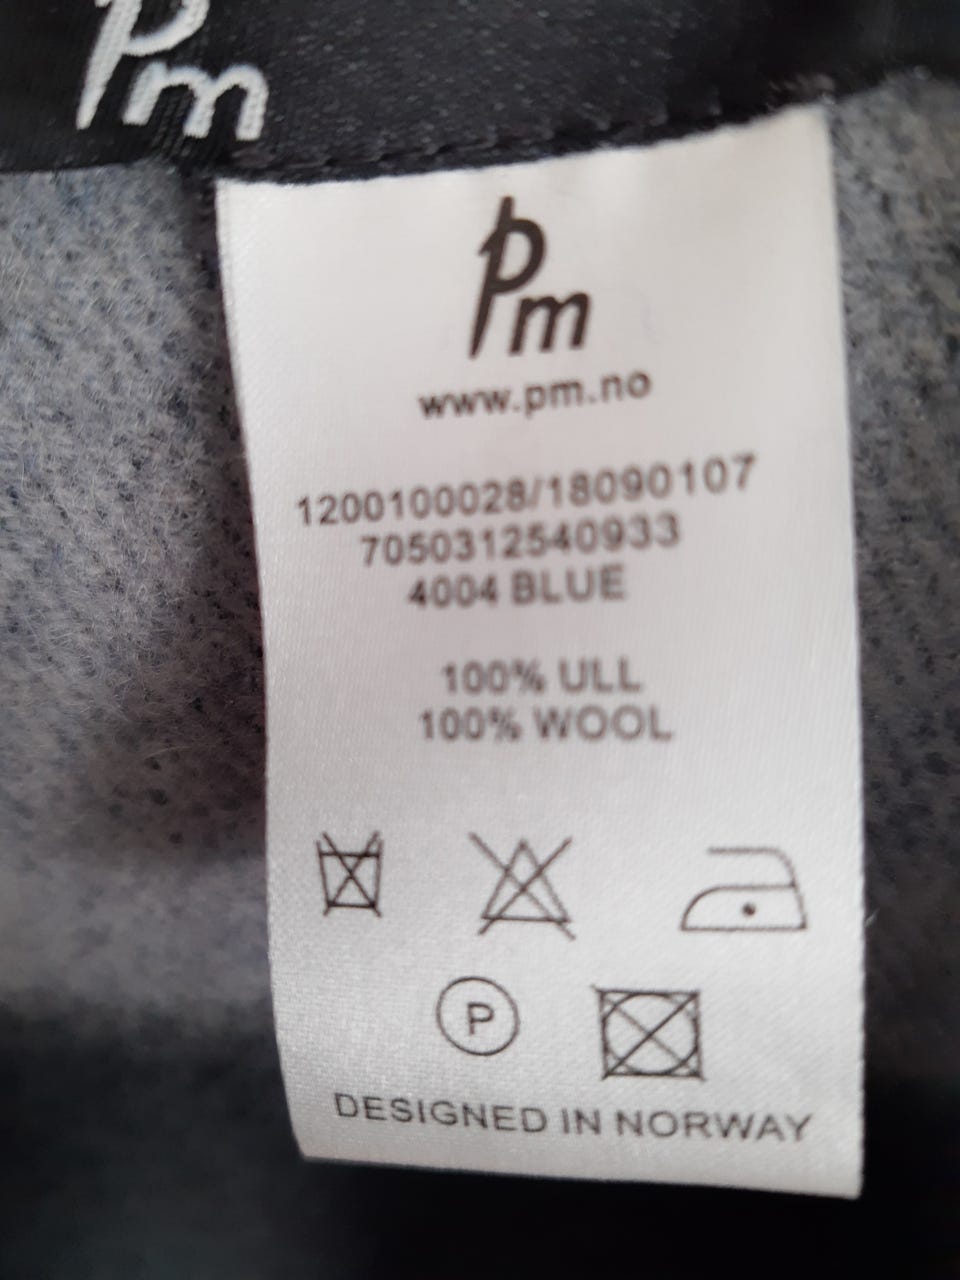 Pm
Pm
www.pm.no
1200100028/18090107
7050312540933
4004 BLUE
100% ULL
100% WOOL
P
DESIGNED IN NORWAY